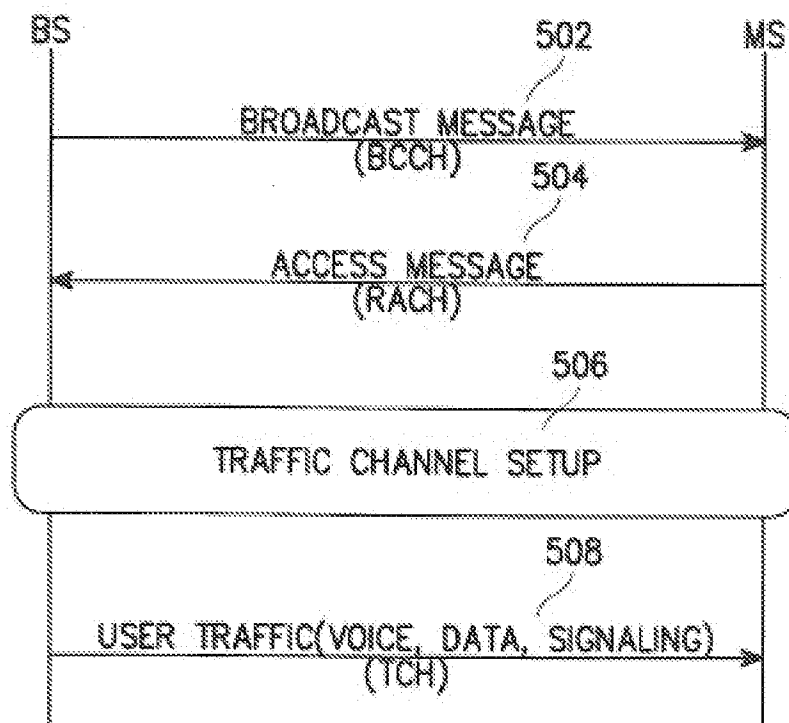 BS
502
MS
BROADCAST MESSAGE
(BCCH)
504
ACCESS MESSAGE
(RACH)
506
TRAFFIC CHANNEL SETUP
508
USER TRAFFIC(VOICE, DATA, SIGNALING)
(TCH)